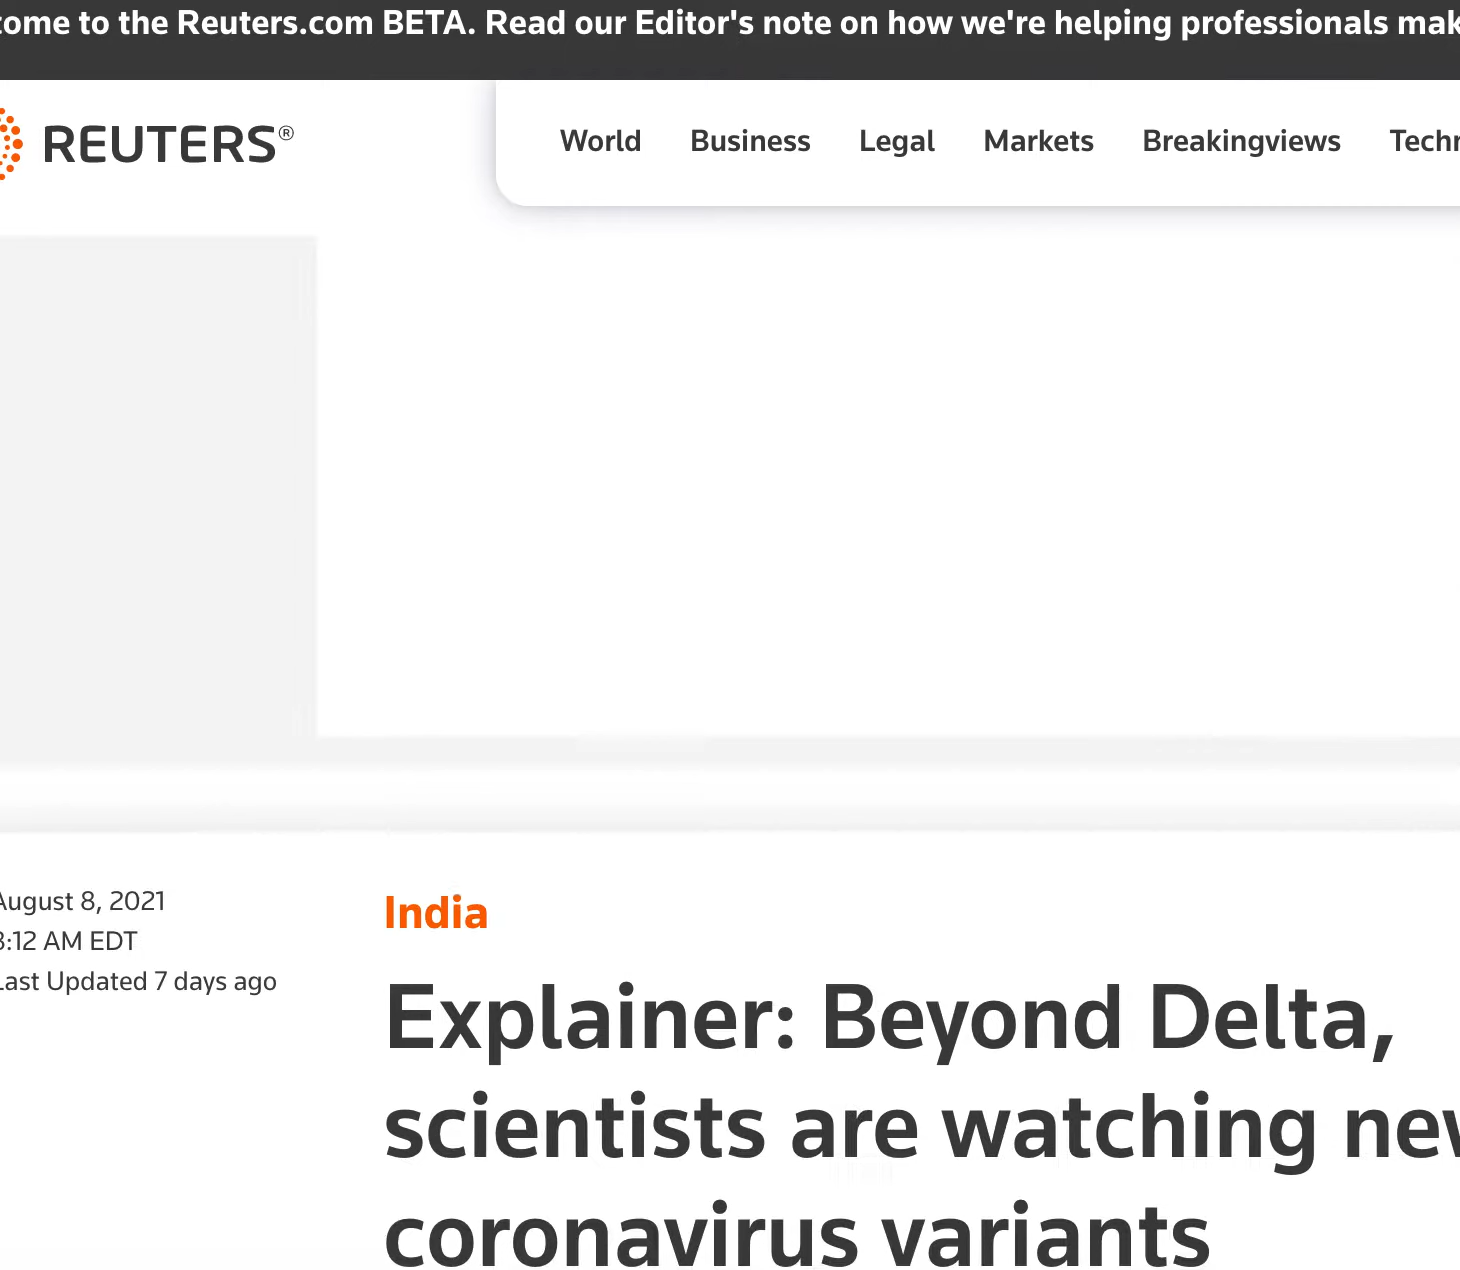 come to the Reuters.com BETA. Read our Editor's note on how we're helping professionals mak
REUTERS®
World Business Legal Markets Breakingviews Techn
August 8, 2021
:12 AM EDT
Last Updated 7 days ago
India
Explainer: Beyond Delta,
scientists are watching new
coronavirus variants